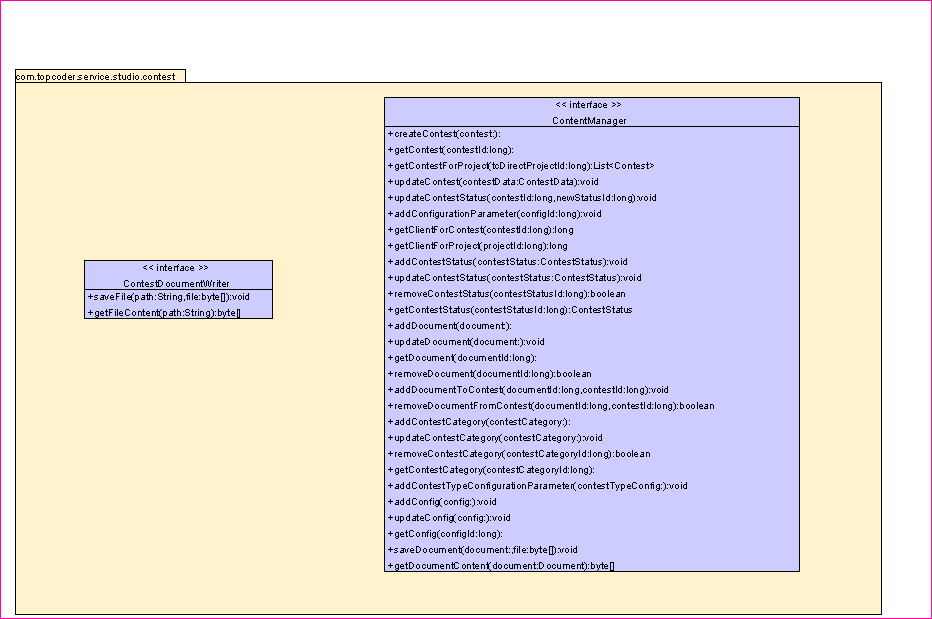 com.topcoder.service.studio.contest
<< interface >>
ContentManager
+createContest(contest:):
+getContest(contestId:long):
+getContestForProject(tcDirectProjectId:long):List<Contest>
+updateContest(contestData:ContestData):void
+updateContestStatus(contestId:long,newStatusId:long):void
+addConfigurationParameter(configId:long):void
+getClientForContest(contestId:long):long
+getClientForProject(projectId:long):long
+addContestStatus(contestStatus:ContestStatus):void
+updateContestStatus(contestStatus:ContestStatus):void
+removeContestStatus(contestStatusId:long):boolean
+getContestStatus(contestStatusId:long):ContestStatus
+addDocument(document:):
+updateDocument(document:):void
+getDocument(documentId:long):
+removeDocument(documentId:long):boolean
+addDocumentToContest(documentId:long,contestId:long):void
+removeDocumentFromContest(documentId:long,contestId:long):boolean
+addContestCategory(contestCategory:):
+updateContestCategory(contestCategory:):void
+removeContestCategory(contestCategoryId:long):boolean
+getContestCategory(contestCategoryId:long):
+addContestTypeConfigurationParameter(contestTypeConfig:):void
+addConfig(config:):void
+updateConfig(config:):void
+getConfig(configId:long):
+saveDocument(document:,file:byte[]):void
+getDocumentContent(document:Document):byte[]
<< interface >>
ContestDocumentWriter
+saveFile(path:String,file:byte[]):void
+getFileContent(path:String):byte[]